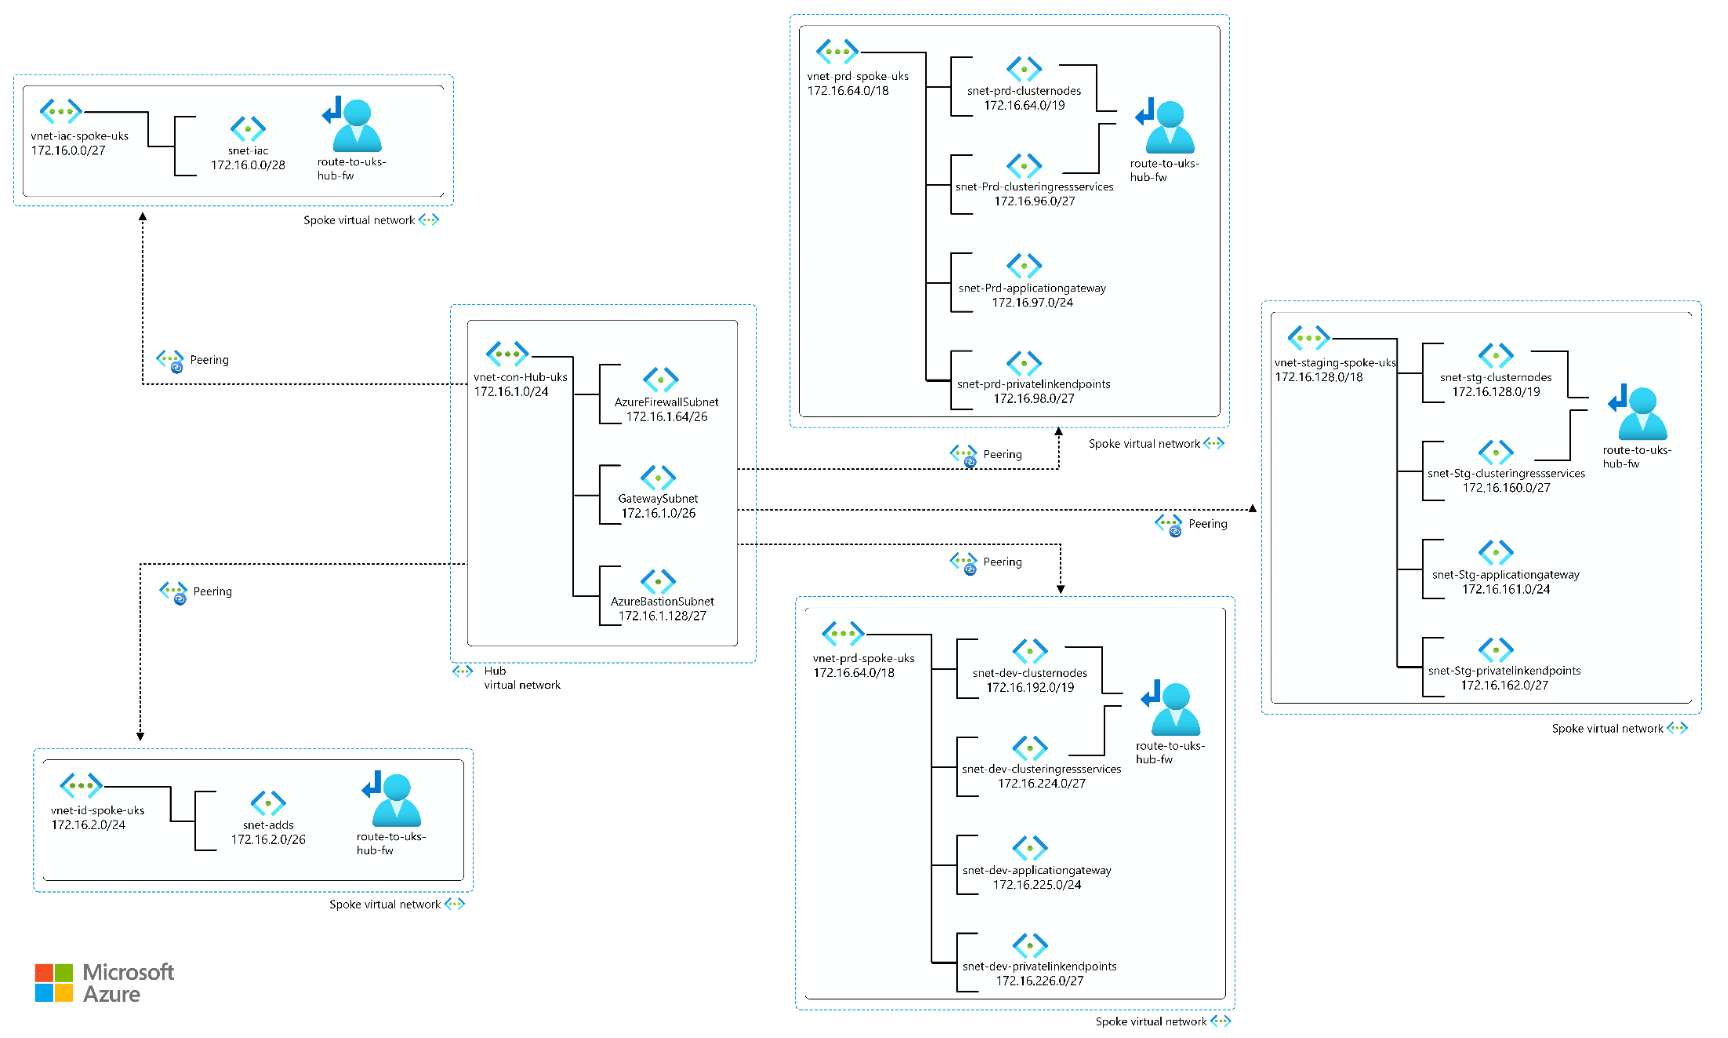 vnet-iac-spoke-uks
172.16.0.0/27
snet-iac
172.16.0.0/28
route-to-uks-
hub-fw
Spoke virtual network
Peering
vnet-con-Hub-uks
172.16.1.0/24
AzureFirewallSubnet
172.16.1.64/26
GatewaySubnet
172.16.1.0/26
AzureBastionSubnet
172.16.1.128/27
Hub
virtual network
Peering
vnet-id-spoke-uks
172.16.2.0/24
snet-adds
172.16.2.0/26
route-to-uks-
hub-fw
Spoke virtual network
vnet-prd-spoke-uks
172.16.64.0/18
snet-prd-clusternodes
172.16.64.0/19
snet-Prd-clusteringressservices
172.16.96.0/27
snet-Prd-applicationgateway
172.16.97.0/24
snet-prd-privatelinkendpoints
172.16.98.0/27
route-to-uks-
hub-fw
Spoke virtual network
Peering
Peering
Peering
vnet-staging-spoke-uks
172.16.128.0/18
snet-stg-clusternodes
172.16.128.0/19
snet-Stg-clusteringressservices
172.16.160.0/27
snet-Stg-applicationgateway
172.16.161.0/24
snet-Stg-privatelinkendpoints
172.16.162.0/27
route-to-uks-
hub-fw
Spoke virtual network
vnet-prd-spoke-uks
172.16.64.0/18
snet-dev-clusternodes
172.16.192.0/19
snet-dev-clusteringressservices
172.16.224.0/27
snet-dev-applicationgateway
172.16.225.0/24
snet-dev-privatelinkendpoints
172.16.226.0/27
route-to-uks-
hub-fw
Spoke virtual network
Microsoft
Azure